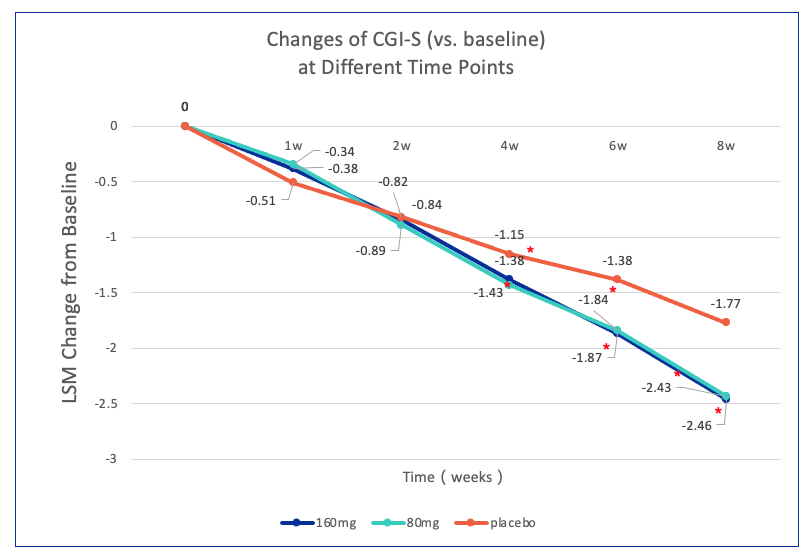 Changes of CGI-S (vs. baseline)
at Different Time Points
LSM Change from Baseline
0
0
-0.5
-1
-1.5
-2
-2.5
-3
1w
2w
4w
6w
8w
-0.34
-0.38
-0.51
-0.82
-0.84
-0.89
-1.15
*
-1.38
-1.43
*
-1.38
*
-1.84
*
-1.87
-1.77
*
-2.43
*
-2.46
Time ( weeks )
160mg 80mg placebo